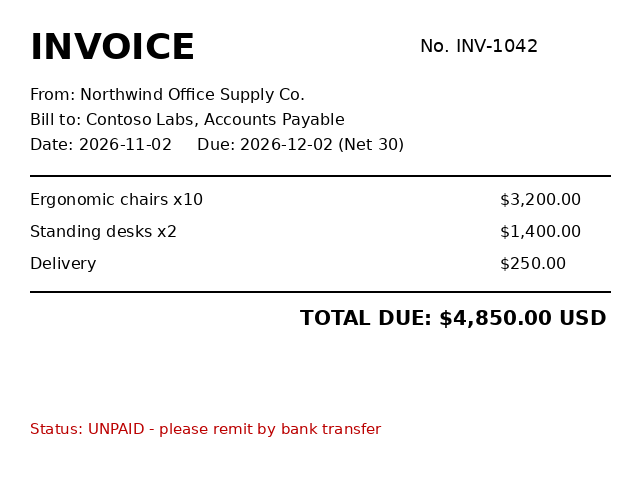 INVOICE No. INV-1042
From: Northwind Office Supply Co.
Bill to: Contoso Labs, Accounts Payable
Date: 2026-11-02 Due: 2026-12-02 (Net 30)
Ergonomic chairs x10 $3,200.00
Standing desks x2 $1,400.00
Delivery $250.00
TOTAL DUE: $4,850.00 USD
Status: UNPAID - please remit by bank transfer